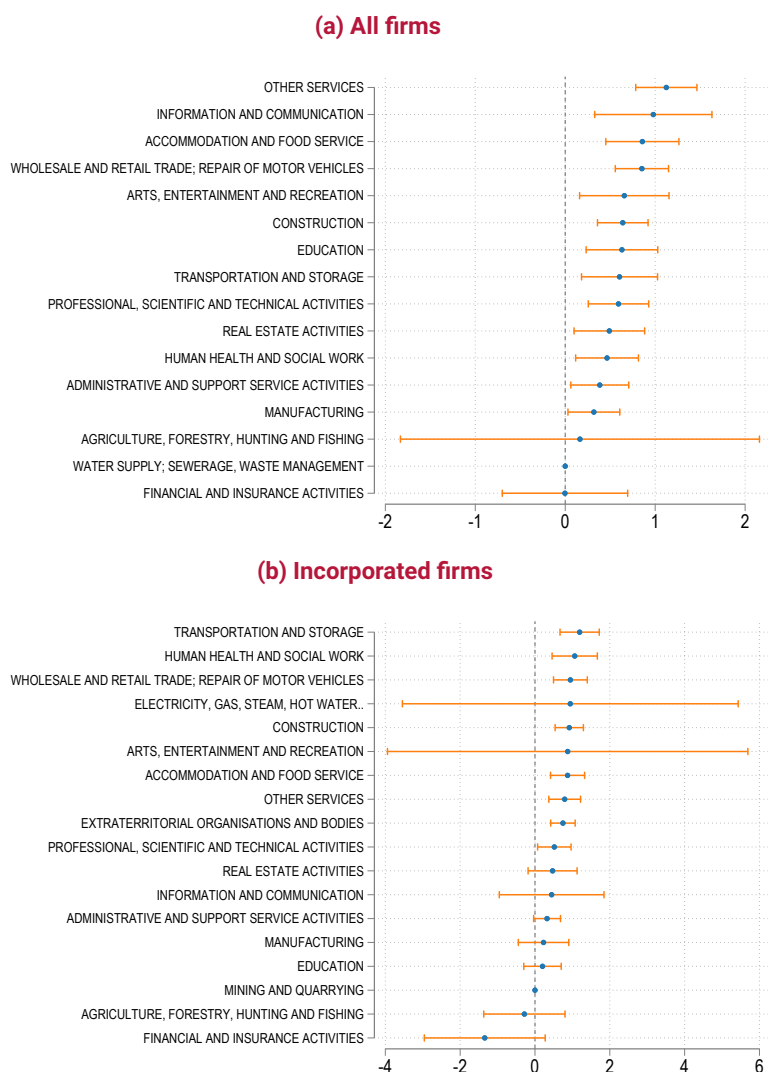 (a) All firms
OTHER SERVICES
INFORMATION AND COMMUNICATION
ACCOMMODATION AND FOOD SERVICE
WHOLESALE AND RETAIL TRADE; REPAIR OF MOTOR VEHICLES
ARTS, ENTERTAINMENT AND RECREATION
CONSTRUCTION
EDUCATION
TRANSPORTATION AND STORAGE
PROFESSIONAL, SCIENTIFIC AND TECHNICAL ACTIVITIES
REAL ESTATE ACTIVITIES
HUMAN HEALTH AND SOCIAL WORK
ADMINISTRATIVE AND SUPPORT SERVICE ACTIVITIES
MANUFACTURING
AGRICULTURE, FORESTRY, HUNTING AND FISHING
WATER SUPPLY; SEWERAGE, WASTE MANAGEMENT
FINANCIAL AND INSURANCE ACTIVITIES
-2 -1 0 1 2
(b) Incorporated firms
TRANSPORTATION AND STORAGE
HUMAN HEALTH AND SOCIAL WORK
WHOLESALE AND RETAIL TRADE; REPAIR OF MOTOR VEHICLES
ELECTRICITY, GAS, STEAM, HOT WATER..
CONSTRUCTION
ARTS, ENTERTAINMENT AND RECREATION
ACCOMMODATION AND FOOD SERVICE
OTHER SERVICES
EXTRATERRITORIAL ORGANISATIONS AND BODIES
PROFESSIONAL, SCIENTIFIC AND TECHNICAL ACTIVITIES
REAL ESTATE ACTIVITIES
INFORMATION AND COMMUNICATION
ADMINISTRATIVE AND SUPPORT SERVICE ACTIVITIES
MANUFACTURING
EDUCATION
MINING AND QUARRYING
AGRICULTURE, FORESTRY, HUNTING AND FISHING
FINANCIAL AND INSURANCE ACTIVITIES
-4 -2 0 2 4 6